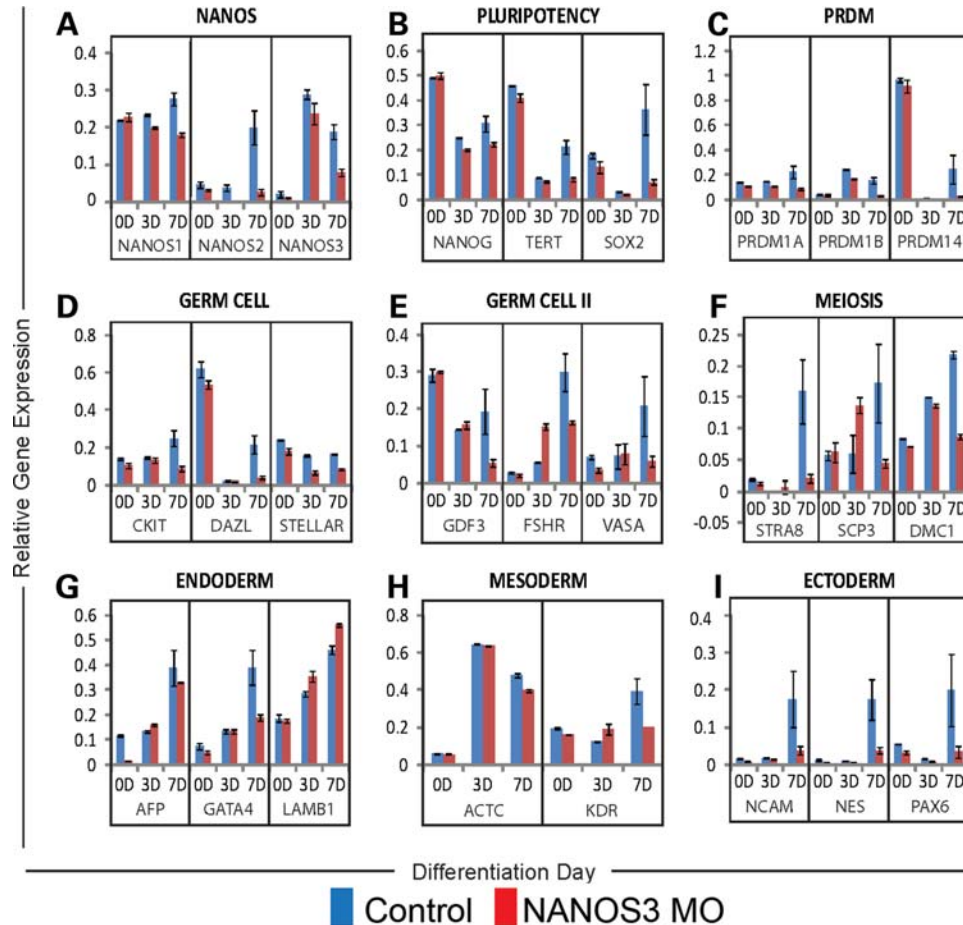 Relative Gene Expression
A NANOS
0.4
0.3
0.2
0.1
0
0D 3D 7D 0D 3D 7D 0D 3D 7D
NANOS1 NANOS2 NANOS3
B PLURIPOTENCY
0.6
0.5
0.4
0.3
0.2
0.1
0
0D 3D 7D 0D 3D 7D 0D 3D 7D
NANOG TERT SOX2
C PRDM
1.2
1
0.8
0.6
0.4
0.2
0
0D 3D 7D 0D 3D 7D 0D 3D 7D
PRDM1A PRDM1B PRDM14
D GERM CELL
0.8
0.6
0.4
0.2
0
0D 3D 7D 0D 3D 7D 0D 3D 7D
CKIT DAZL STELLAR
E GERM CELL II
0.4
0.3
0.2
0.1
0
0D 3D 7D 0D 3D 7D 0D 3D 7D
GDF3 FSHR VASA
F MEIOSIS
0.25
0.2
0.15
0.1
0.05
0
-0.05
0D 3D 7D 0D 3D 7D 0D 3D 7D
STRA8 SCP3 DMC1
G ENDODERM
0.6
0.5
0.4
0.3
0.2
0.1
0
0D 3D 7D 0D 3D 7D 0D 3D 7D
AFP GATA4 LAMB1
H MESODERM
0.8
0.6
0.4
0.2
0
0D 3D 7D 0D 3D 7D
ACTC KDR
I ECTODERM
0.4
0.3
0.2
0.1
0
0D 3D 7D 0D 3D 7D 0D 3D 7D
NCAM NES PAX6
Differentiation Day
Control NANOS3 MO